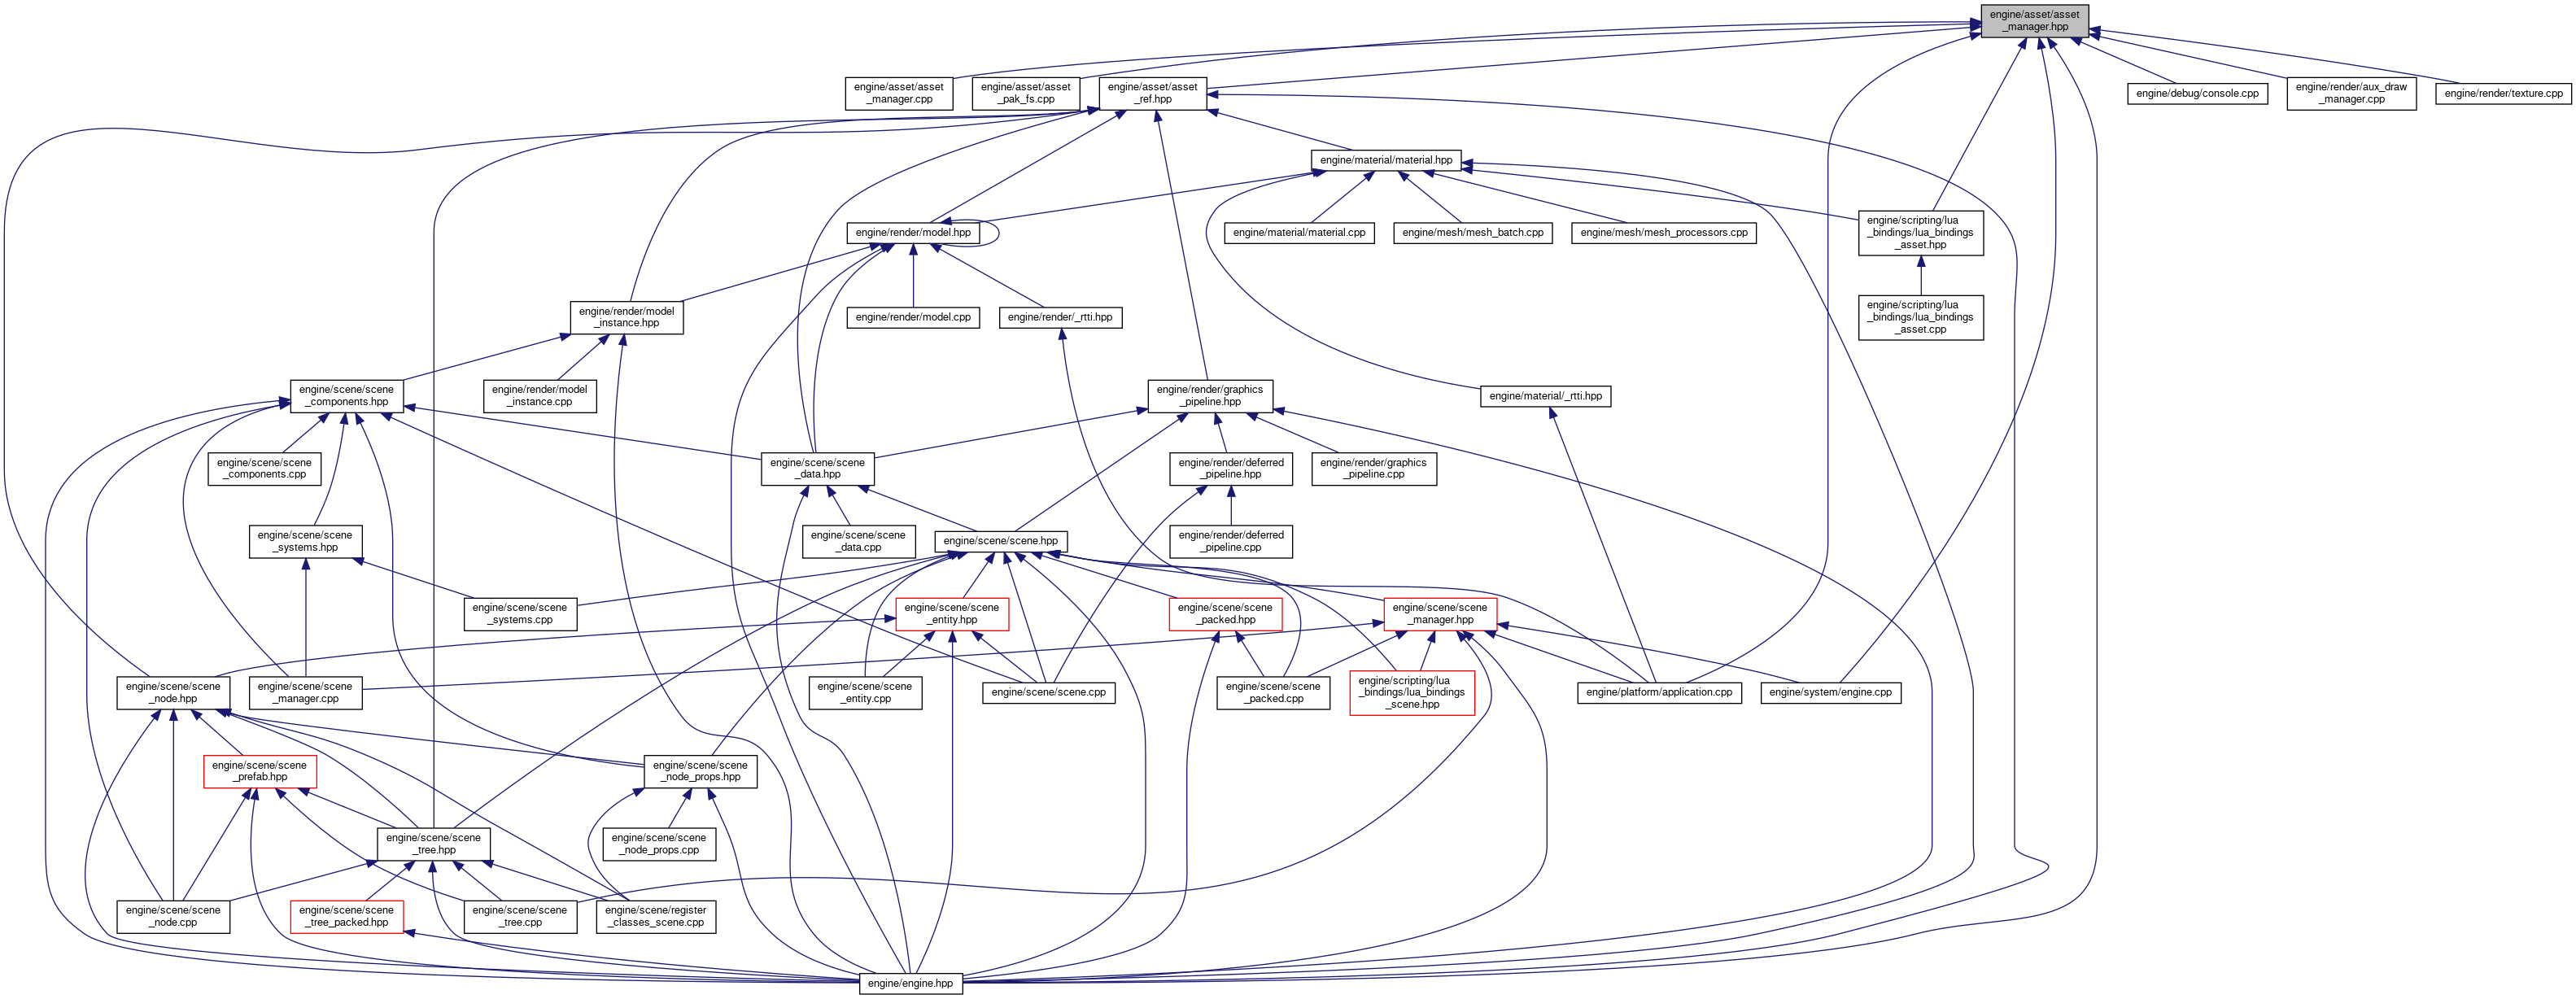 engine/asset/asset
_manager.hpp
engine/asset/asset
_manager.cpp
engine/asset/asset
_pak_fs.cpp
engine/asset/asset
_ref.hpp
engine/debug/console.cpp
engine/render/aux_draw
_manager.cpp
engine/render/texture.cpp
engine/material/material.hpp
engine/render/model.hpp
engine/material/material.cpp
engine/mesh/mesh_batch.cpp
engine/mesh/mesh_processors.cpp
engine/scripting/lua
_bindings/lua_bindings
_asset.hpp
engine/render/model
_instance.hpp
engine/render/model.cpp
engine/render/_rtti.hpp
engine/scripting/lua
_bindings/lua_bindings
_asset.cpp
engine/scene/scene
_components.hpp
engine/render/model
_instance.cpp
engine/render/graphics
_pipeline.hpp
engine/material/_rtti.hpp
engine/scene/scene
_components.cpp
engine/scene/scene
_data.hpp
engine/render/deferred
_pipeline.hpp
engine/render/graphics
_pipeline.cpp
engine/scene/scene
_systems.hpp
engine/scene/scene
_data.cpp
engine/scene/scene.hpp
engine/render/deferred
_pipeline.cpp
engine/scene/scene
_systems.cpp
engine/scene/scene
_entity.hpp
engine/scene/scene
_packed.hpp
engine/scene/scene
_manager.hpp
engine/scene/scene
_node.hpp
engine/scene/scene
_manager.cpp
engine/scene/scene
_entity.cpp
engine/scene/scene.cpp
engine/scene/scene
_packed.cpp
engine/scripting/lua
_bindings/lua_bindings
_scene.hpp
engine/platform/application.cpp
engine/system/engine.cpp
engine/scene/scene
_prefab.hpp
engine/scene/scene
_node_props.hpp
engine/scene/scene
_tree.hpp
engine/scene/scene
_node_props.cpp
engine/scene/scene
_node.cpp
engine/scene/scene
_tree_packed.hpp
engine/scene/scene
_tree.cpp
engine/scene/register
_classes_scene.cpp
engine/engine.hpp